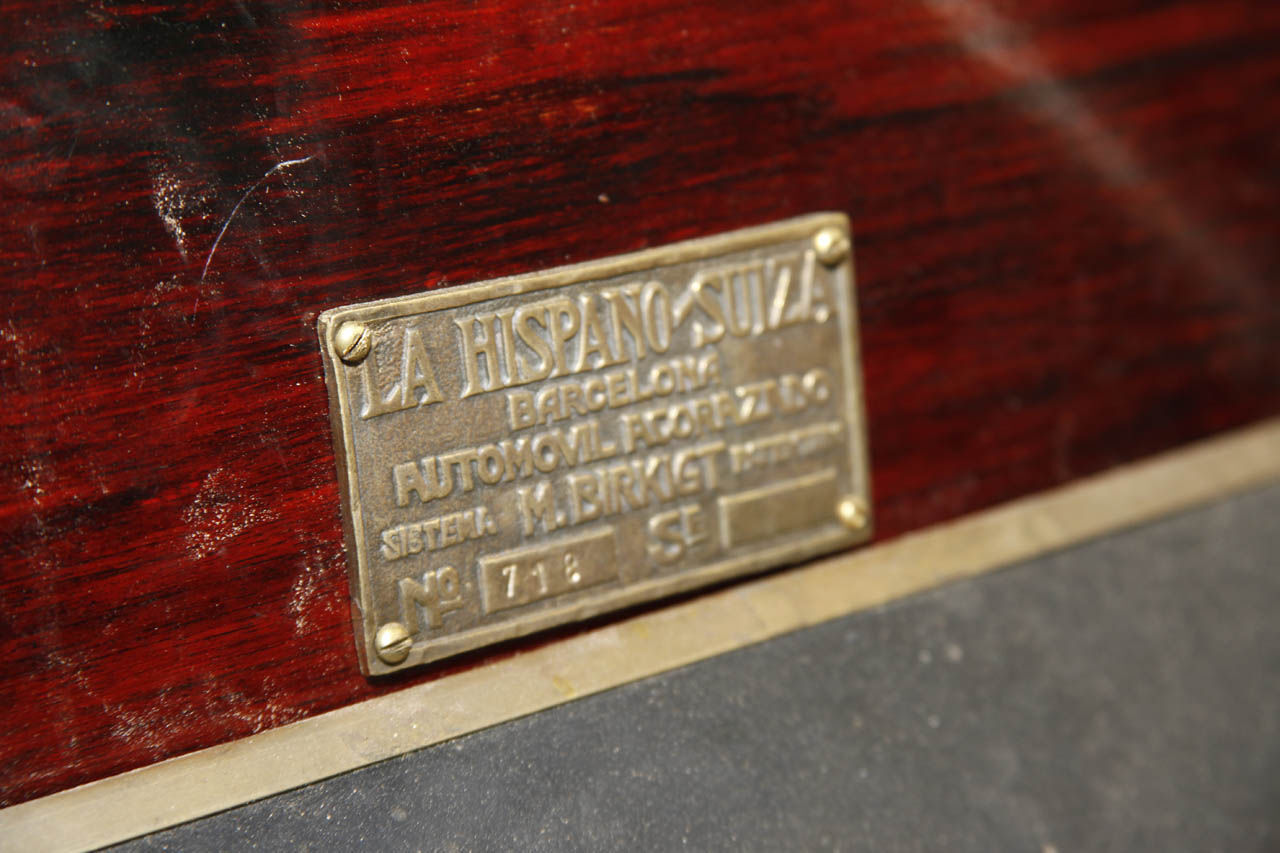 LA HISPANO-SUIZA
BARCELONA
AUTOMOVIL ACORAZADO
SISTEMA M. BIRKIGT
Nº. 718 SE